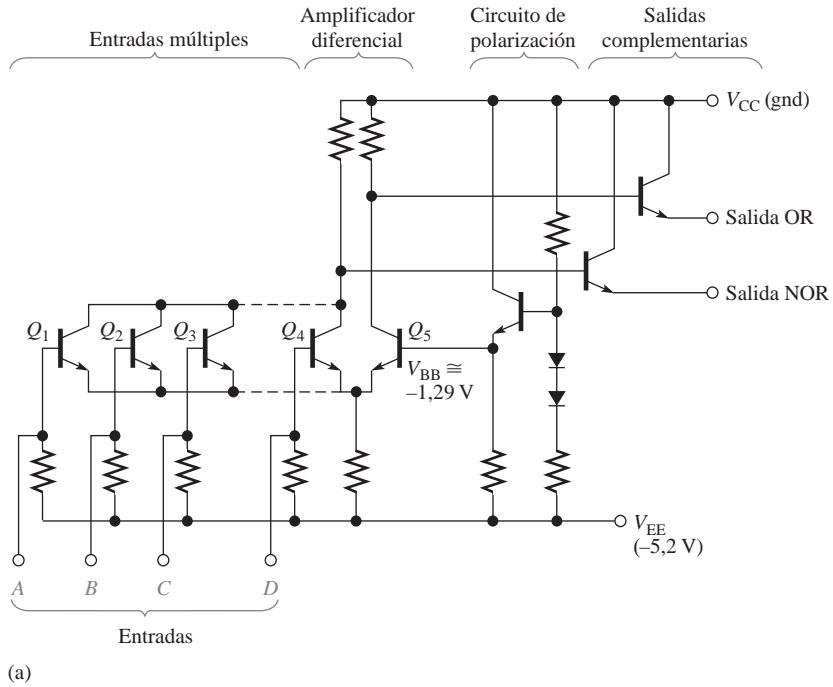 Entradas múltiples
Amplificador
diferencial
Circuito de
polarización
Salidas
complementarias
V_CC (gnd)
Salida OR
Salida NOR
Q_1
Q_2
Q_3
Q_4
Q_5
V_BB ≅
–1,29 V
V_EE
(–5,2 V)
A B C D
Entradas
(a)